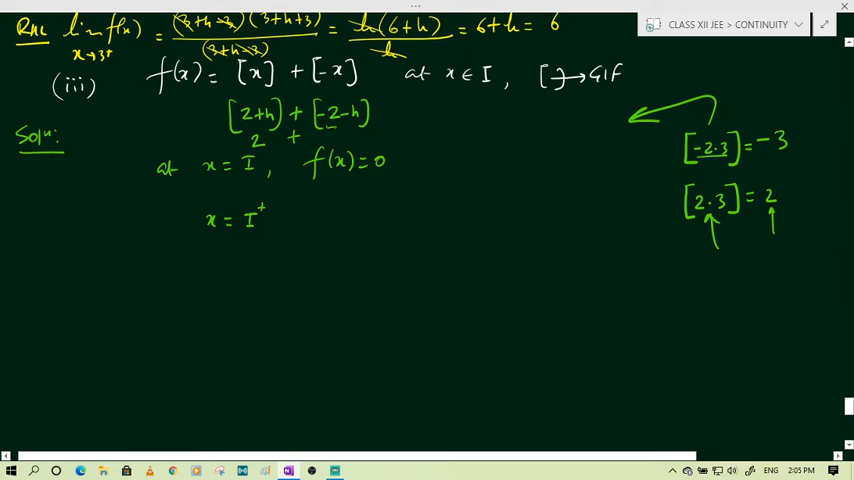 RHL lim f(x) = (3+h-3)(3+h+3) = h(6+h) = 6+h = 6
x→3+ (3+h-3) h
CLASS XII JEE > CONTINUITY
(iii) f(x) = [x] + [-x] at x ∈ I, [ ]→GIF
[2+h] + [-2-h]
2 +
[-2.3] = -3
Soln:
at x = I, f(x) = 0
[2.3] = 2
x = I+
ENG 2:05 PM